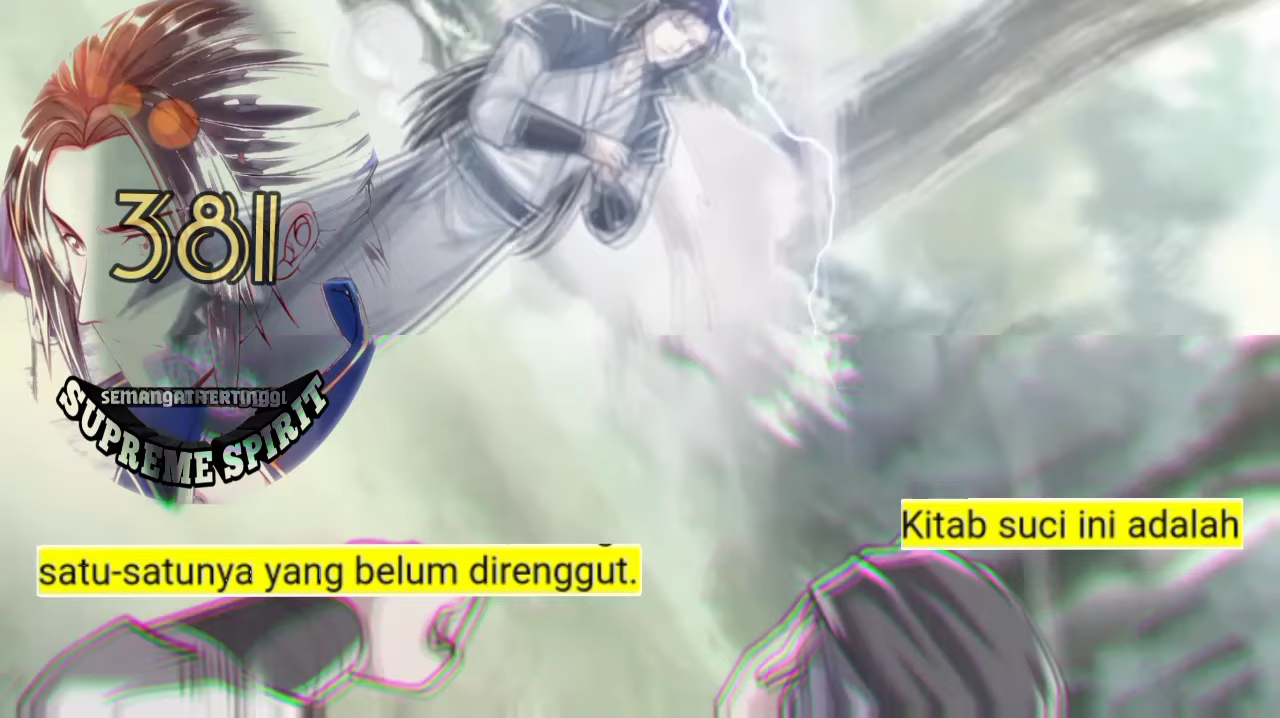 381
SEMANGAT TERTINGGI
SUPREME SPIRIT
Kitab suci ini adalah
satu-satunya yang belum direnggut.